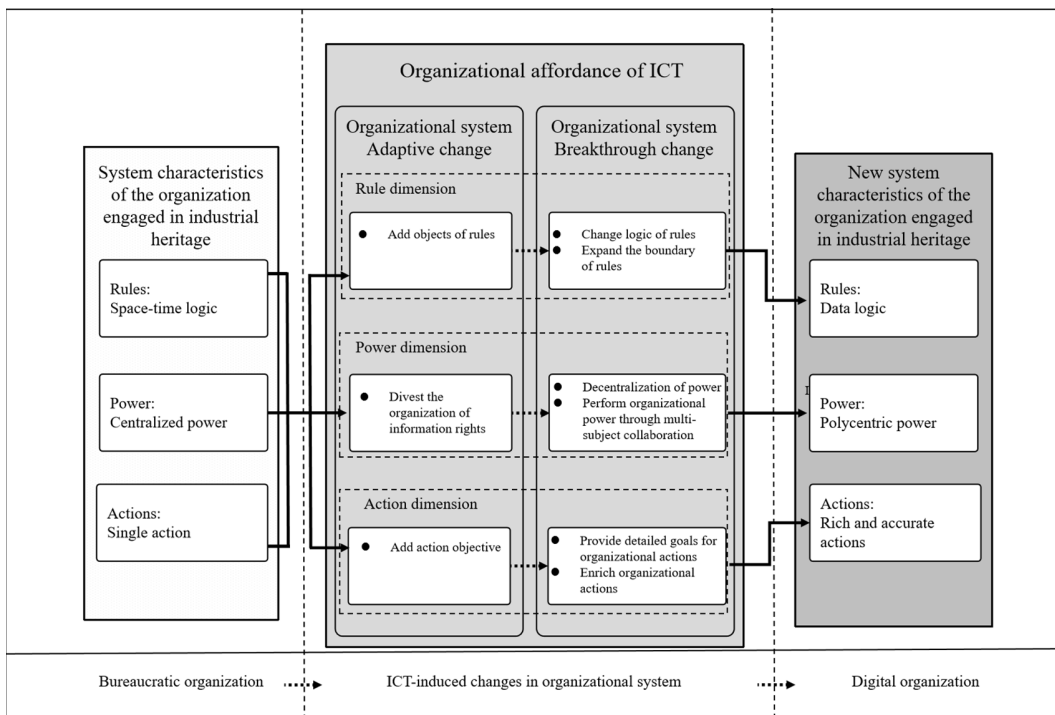 Organizational affordance of ICT
System characteristics
of the organization
engaged in industrial
heritage
Rules:
Space-time logic
Power:
Centralized power
Actions:
Single action
Organizational system
Adaptive change
Organizational system
Breakthrough change
Rule dimension
● Add objects of rules
● Change logic of rules
● Expand the boundary
of rules
Power dimension
● Divest the
organization of
information rights
● Decentralization of power
● Perform organizational
power through multi-
subject collaboration
Action dimension
● Add action objective
● Provide detailed goals for
organizational actions
● Enrich organizational
actions
New system
characteristics of the
organization engaged
in industrial heritage
Rules:
Data logic
Power:
Polycentric power
Actions:
Rich and accurate
actions
Bureaucratic organization
ICT-induced changes in organizational system
Digital organization